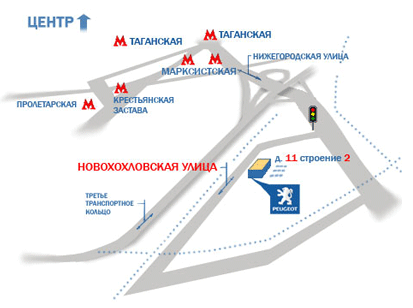 ЦЕНТР
ТАГАНСКАЯ
ТАГАНСКАЯ
НИЖЕГОРОДСКАЯ УЛИЦА
МАРКСИСТСКАЯ
ПРОЛЕТАРСКАЯ
КРЕСТЬЯНСКАЯ
ЗАСТАВА
НОВОХОХЛОВСКАЯ УЛИЦА
д. 11 строение 2
ТРЕТЬЕ
ТРАНСПОРТНОЕ
КОЛЬЦО
PEUGEOT